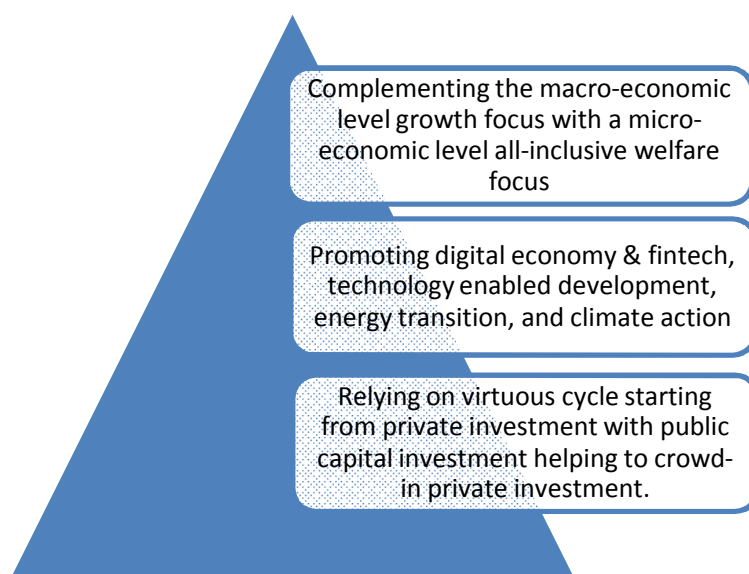 Complementing the macro-economic
level growth focus with a micro-
economic level all-inclusive welfare
focus
Promoting digital economy & fintech,
technology enabled development,
energy transition, and climate action
Relying on virtuous cycle starting
from private investment with public
capital investment helping to crowd-
in private investment.